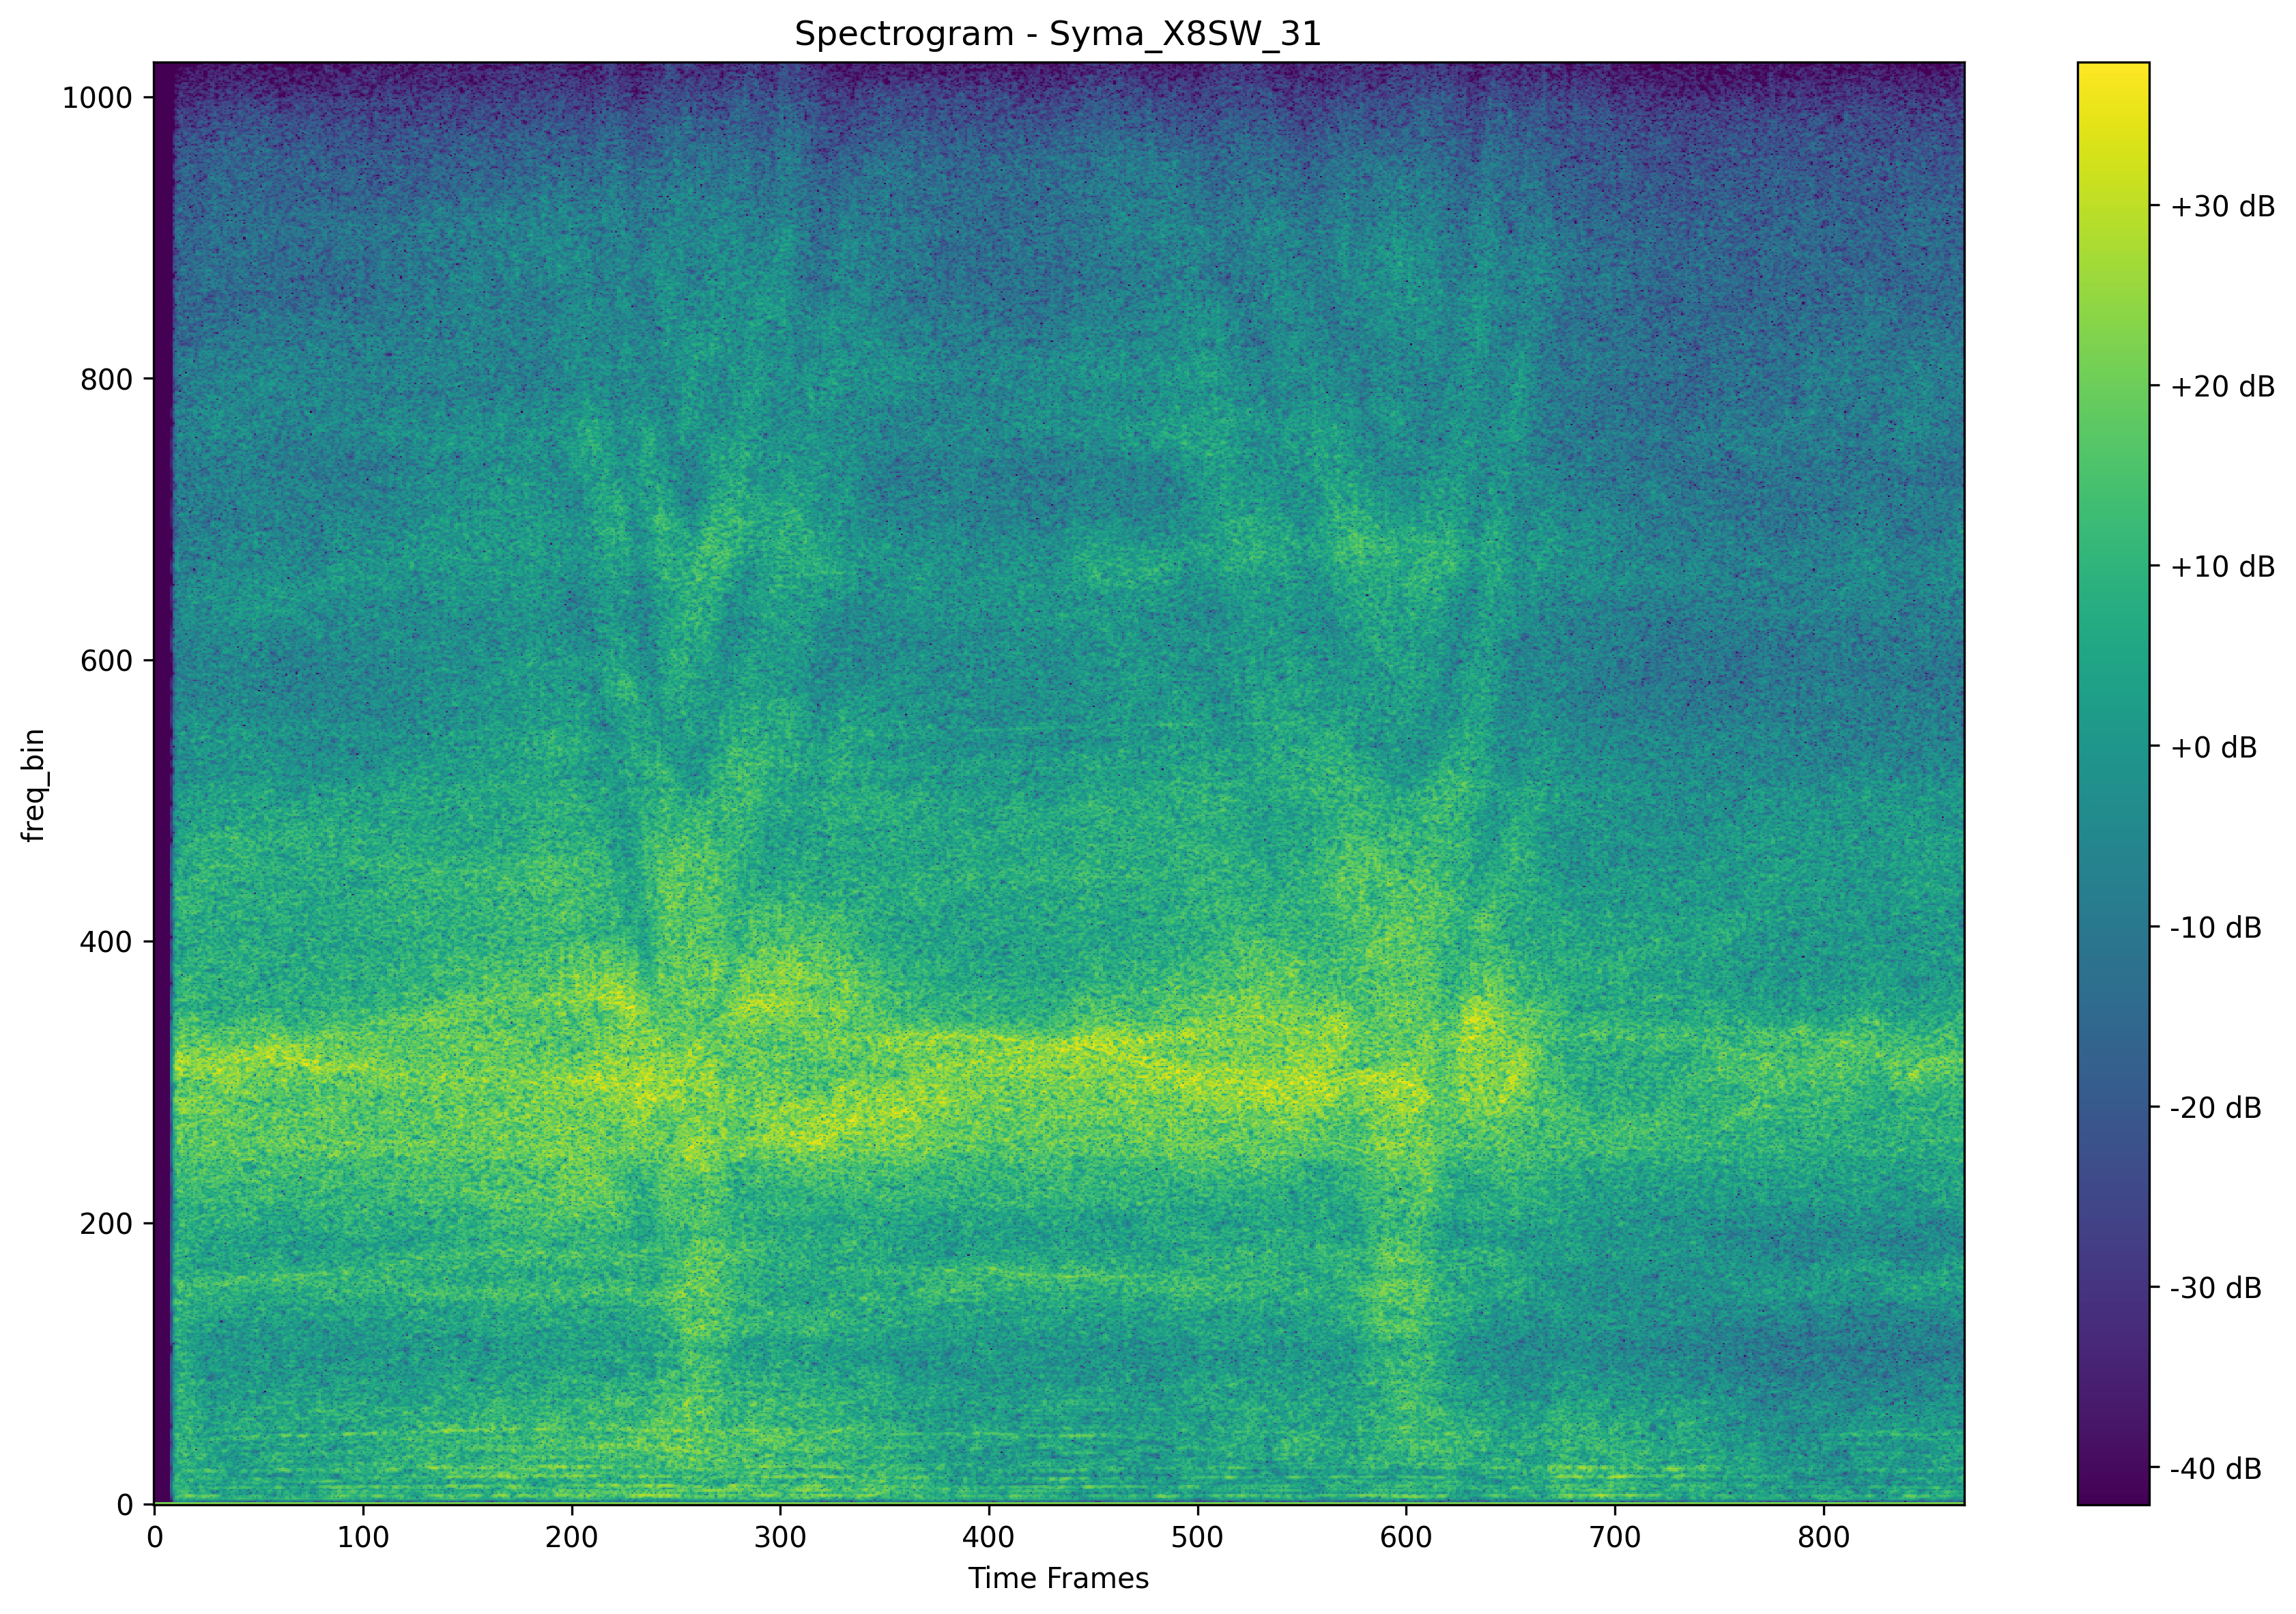 Spectrogram - Syma_X8SW_31
freq_bin
1000
800
600
400
200
0
0 100 200 300 400 500 600 700 800
Time Frames
+30 dB
+20 dB
+10 dB
+0 dB
-10 dB
-20 dB
-30 dB
-40 dB